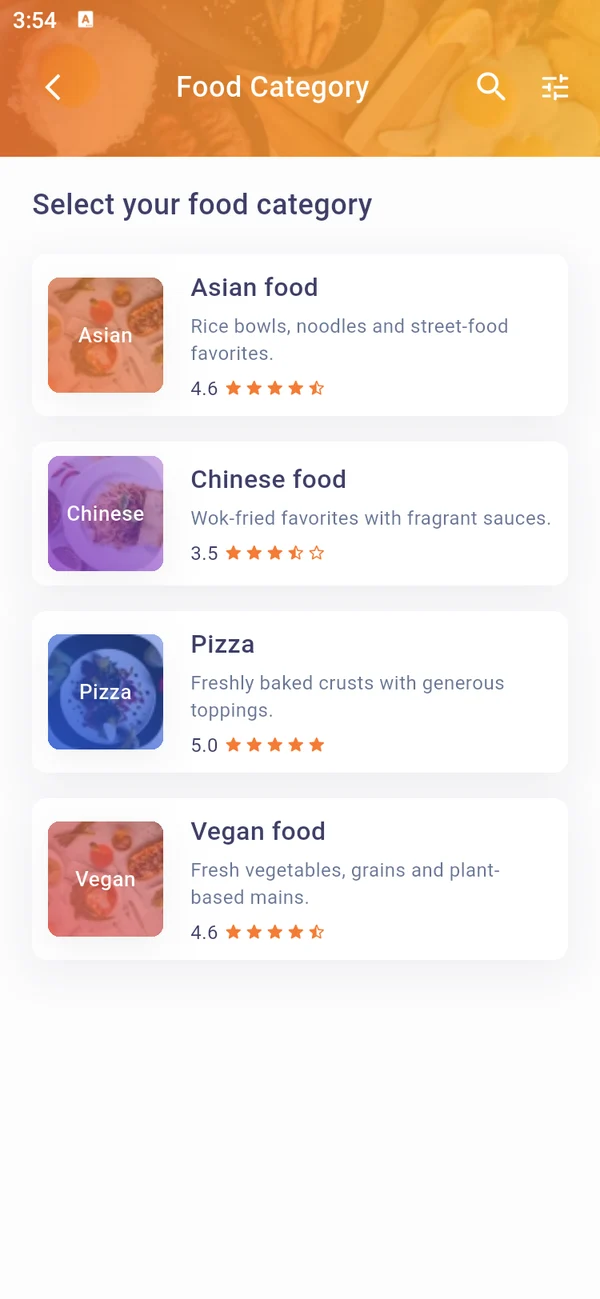 3:54
A
Food Category
Select your food category
Asian
Asian food
Rice bowls, noodles and street-food
favorites.
4.6
Chinese
Chinese food
Wok-fried favorites with fragrant sauces.
3.5
Pizza
Pizza
Freshly baked crusts with generous
toppings.
5.0
Vegan
Vegan food
Fresh vegetables, grains and plant-
based mains.
4.6